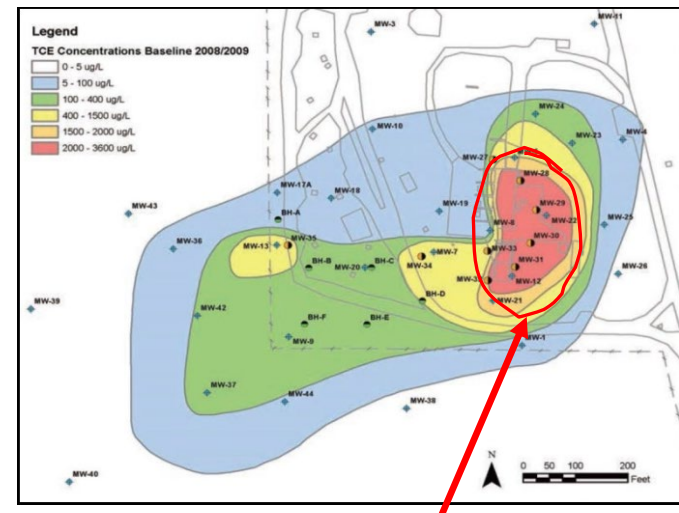 Legend
TCE Concentrations Baseline 2008/2009
0 - 5 ug/L
5 - 100 ug/L
100 - 400 ug/L
400 - 1500 ug/L
1500 - 2000 ug/L
2000 - 3600 ug/L
MW-3
MW-11
MW-24
MW-10
MW-23
MW-4
MW-27
MW-28
MW-17A
MW-18
MW-43
MW-19
MW-29
MW-22
BH-A
MW-8
MW-25
MW-36
MW-13
MW-35
MW-7
MW-33
MW-30
BH-B
MW-20
BH-C
MW-34
MW-31
MW-26
MW-12
MW-39
MW-42
BH-D
MW-21
BH-F
BH-E
MW-9
MW-1
MW-37
MW-44
MW-38
MW-40
N
0 50 100 200
Feet